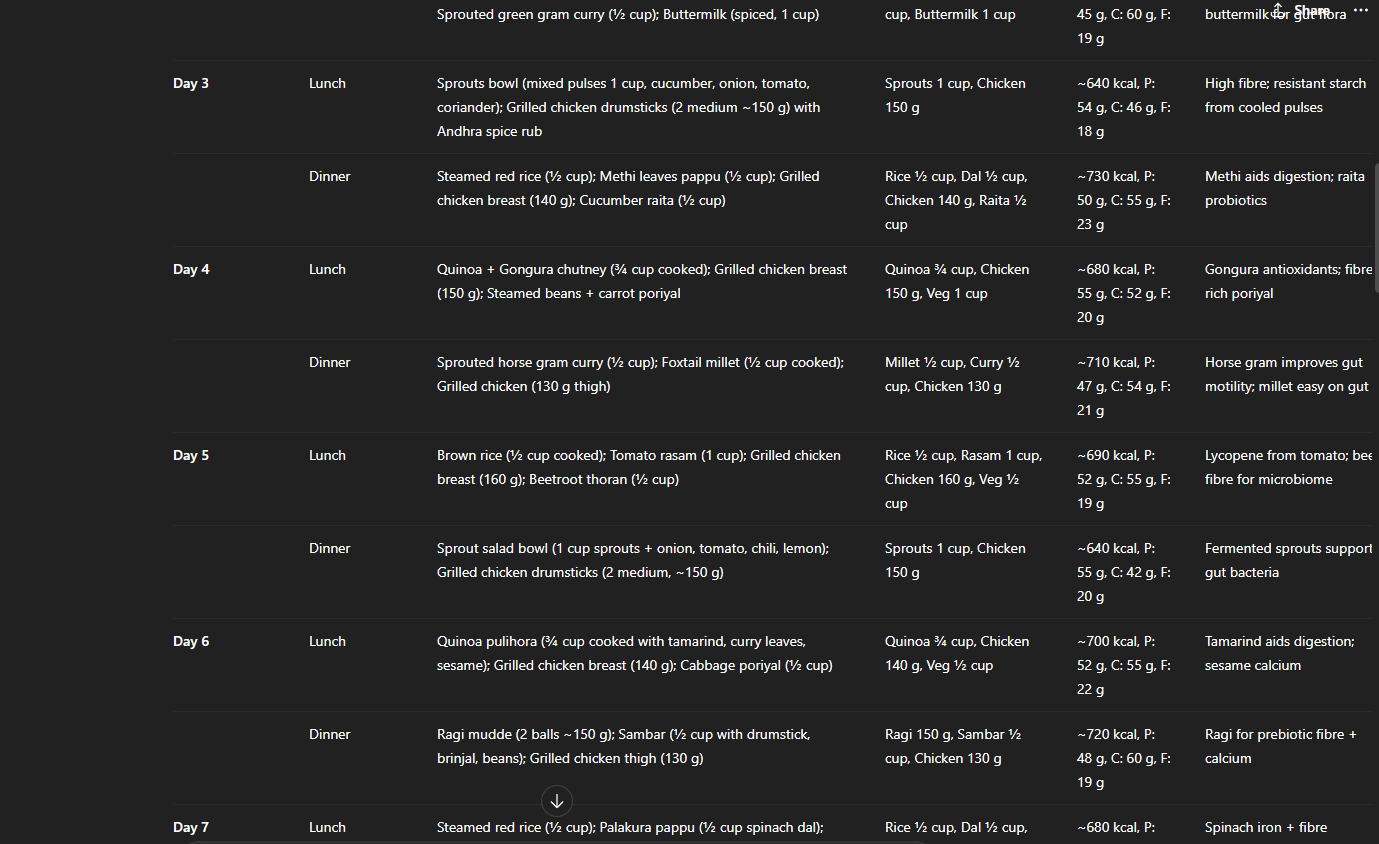 Share
Sprouted green gram curry (½ cup); Buttermilk (spiced, 1 cup)
cup, Buttermilk 1 cup
45 g, C: 60 g, F:
19 g
buttermilk for gut flora
Day 3
Lunch
Sprouts bowl (mixed pulses 1 cup, cucumber, onion, tomato,
coriander); Grilled chicken drumsticks (2 medium ~150 g) with
Andhra spice rub
Sprouts 1 cup, Chicken
150 g
~640 kcal, P:
54 g, C: 46 g, F:
18 g
High fibre; resistant starch
from cooled pulses
Dinner
Steamed red rice (½ cup); Methi leaves pappu (½ cup); Grilled
chicken breast (140 g); Cucumber raita (½ cup)
Rice ½ cup, Dal ½ cup,
Chicken 140 g, Raita ½
cup
~730 kcal, P:
50 g, C: 55 g, F:
23 g
Methi aids digestion; raita
probiotics
Day 4
Lunch
Quinoa + Gongura chutney (¾ cup cooked); Grilled chicken breast
(150 g); Steamed beans + carrot poriyal
Quinoa ¾ cup, Chicken
150 g, Veg 1 cup
~680 kcal, P:
55 g, C: 52 g, F:
20 g
Gongura antioxidants; fibre
rich poriyal
Dinner
Sprouted horse gram curry (½ cup); Foxtail millet (½ cup cooked);
Grilled chicken (130 g thigh)
Millet ½ cup, Curry ½
cup, Chicken 130 g
~710 kcal, P:
47 g, C: 54 g, F:
21 g
Horse gram improves gut
motility; millet easy on gut
Day 5
Lunch
Brown rice (½ cup cooked); Tomato rasam (1 cup); Grilled chicken
breast (160 g); Beetroot thoran (½ cup)
Rice ½ cup, Rasam 1 cup,
Chicken 160 g, Veg ½
cup
~690 kcal, P:
52 g, C: 55 g, F:
19 g
Lycopene from tomato; bee
fibre for microbiome
Dinner
Sprout salad bowl (1 cup sprouts + onion, tomato, chili, lemon);
Grilled chicken drumsticks (2 medium, ~150 g)
Sprouts 1 cup, Chicken
150 g
~640 kcal, P:
55 g, C: 42 g, F:
20 g
Fermented sprouts support
gut bacteria
Day 6
Lunch
Quinoa pulihora (¾ cup cooked with tamarind, curry leaves,
sesame); Grilled chicken breast (140 g); Cabbage poriyal (½ cup)
Quinoa ¾ cup, Chicken
140 g, Veg ½ cup
~700 kcal, P:
52 g, C: 55 g, F:
22 g
Tamarind aids digestion;
sesame calcium
Dinner
Ragi mudde (2 balls ~150 g); Sambar (½ cup with drumstick,
brinjal, beans); Grilled chicken thigh (130 g)
Ragi 150 g, Sambar ½
cup, Chicken 130 g
~720 kcal, P:
48 g, C: 60 g, F:
19 g
Ragi for prebiotic fibre +
calcium
Day 7
Lunch
Steamed red rice (½ cup); Palakura pappu (½ cup spinach dal);
Rice ½ cup, Dal ½ cup,
~680 kcal, P:
Spinach iron + fibre